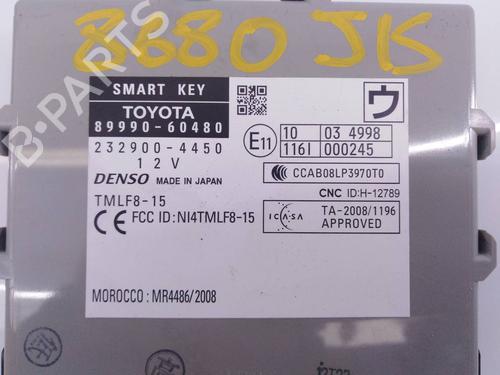 8680 JK
SMART KEY
TOYOTA
89990-60480
232900-4450
12V
DENSO MADE IN JAPAN
TMLF8-15
CE FCC ID:NI4TMLF8-15
MOROCCO : MR4486/2008
ウ
E11 10 03 4998
116I 000245
CCAB08LP3970T0
CNC ID:H-12789
ICASA TA-2008/1196
APPROVED
B-PARTS